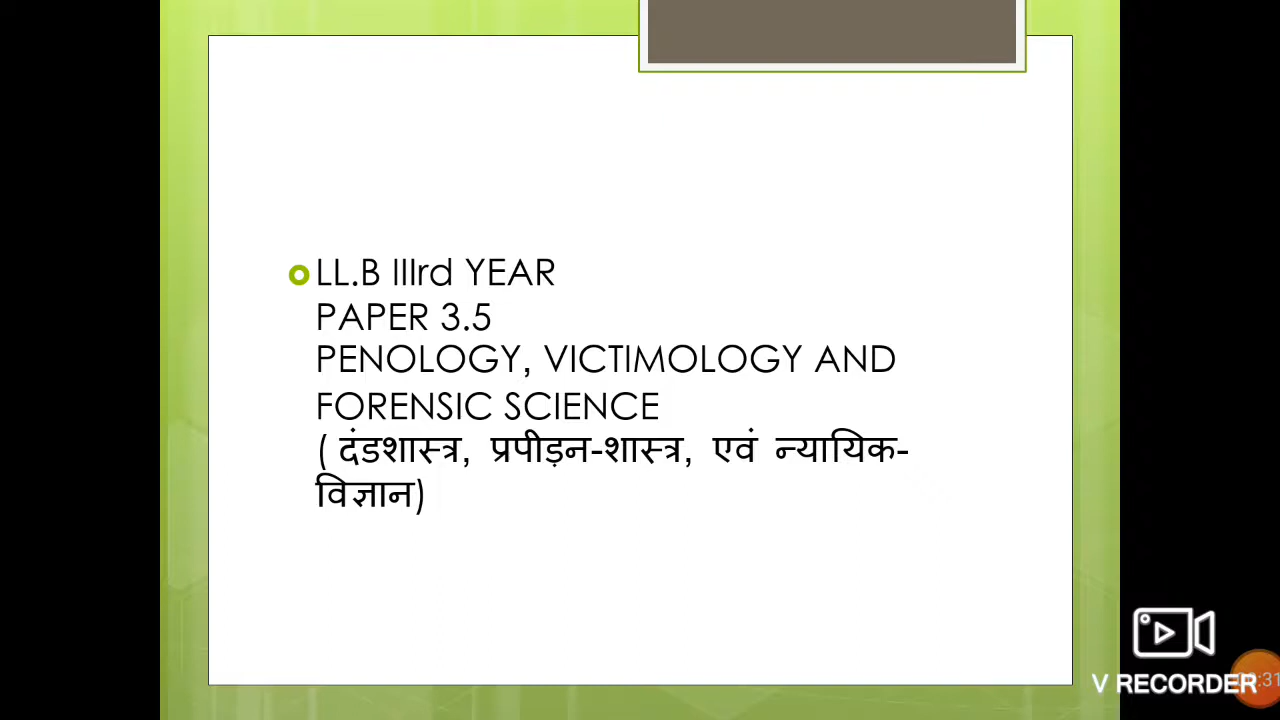 LL.B IIIrd YEAR
PAPER 3.5
PENOLOGY, VICTIMOLOGY AND
FORENSIC SCIENCE
( दंडशास्त्र, प्रपीड़न-शास्त्र, एवं न्यायिक-
विज्ञान)
V RECORDER